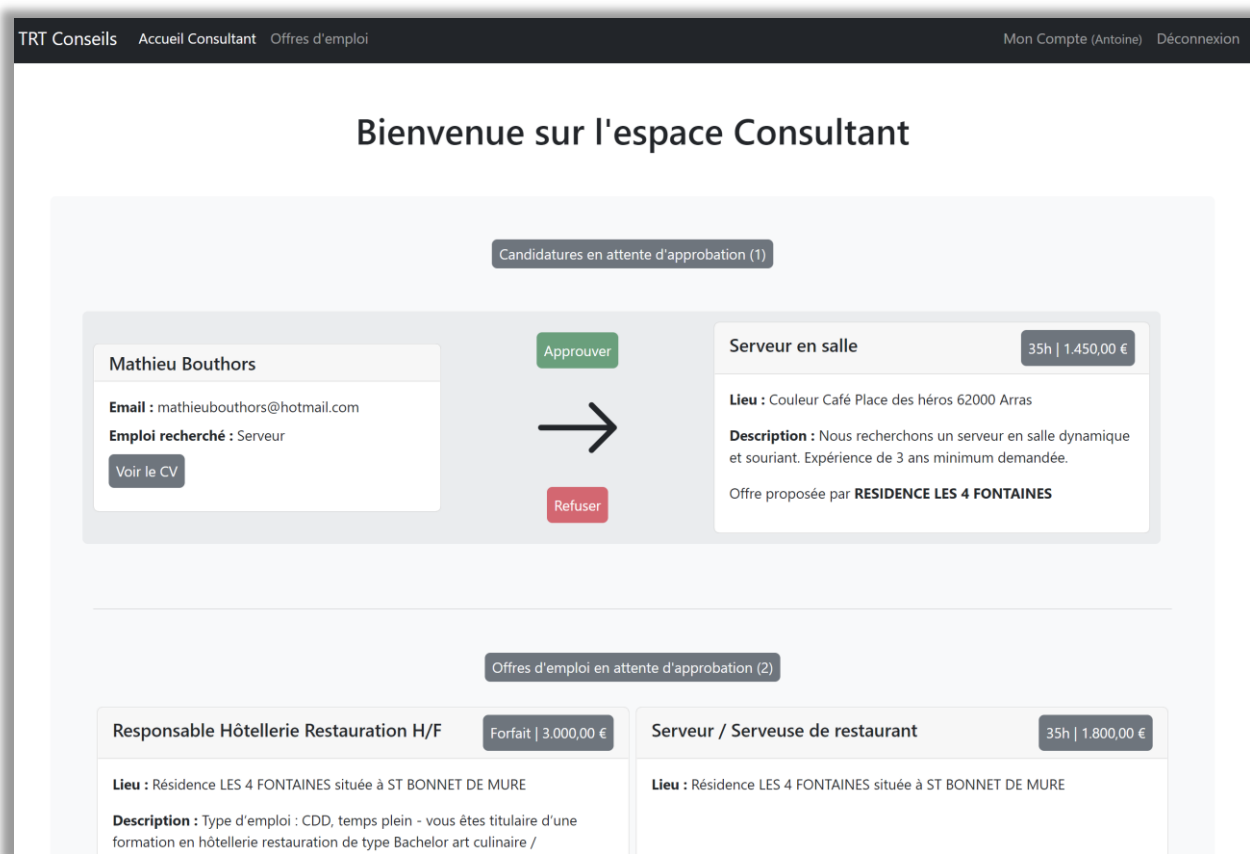 TRT Conseils Accueil Consultant Offres d'emploi Mon Compte (Antoine) Déconnexion
Bienvenue sur l'espace Consultant
Candidatures en attente d'approbation (1)
Mathieu Bouthors
Email : mathieubouthors@hotmail.com
Emploi recherché : Serveur
Voir le CV
Approuver
Refuser
Serveur en salle
35h | 1.450,00 €
Lieu : Couleur Café Place des héros 62000 Arras
Description : Nous recherchons un serveur en salle dynamique
et souriant. Expérience de 3 ans minimum demandée.
Offre proposée par RESIDENCE LES 4 FONTAINES
Offres d'emploi en attente d'approbation (2)
Responsable Hôtellerie Restauration H/F
Forfait | 3.000,00 €
Lieu : Résidence LES 4 FONTAINES située à ST BONNET DE MURE
Description : Type d'emploi : CDD, temps plein - vous êtes titulaire d'une
formation en hôtellerie restauration de type Bachelor art culinaire /
Serveur / Serveuse de restaurant
35h | 1.800,00 €
Lieu : Résidence LES 4 FONTAINES située à ST BONNET DE MURE